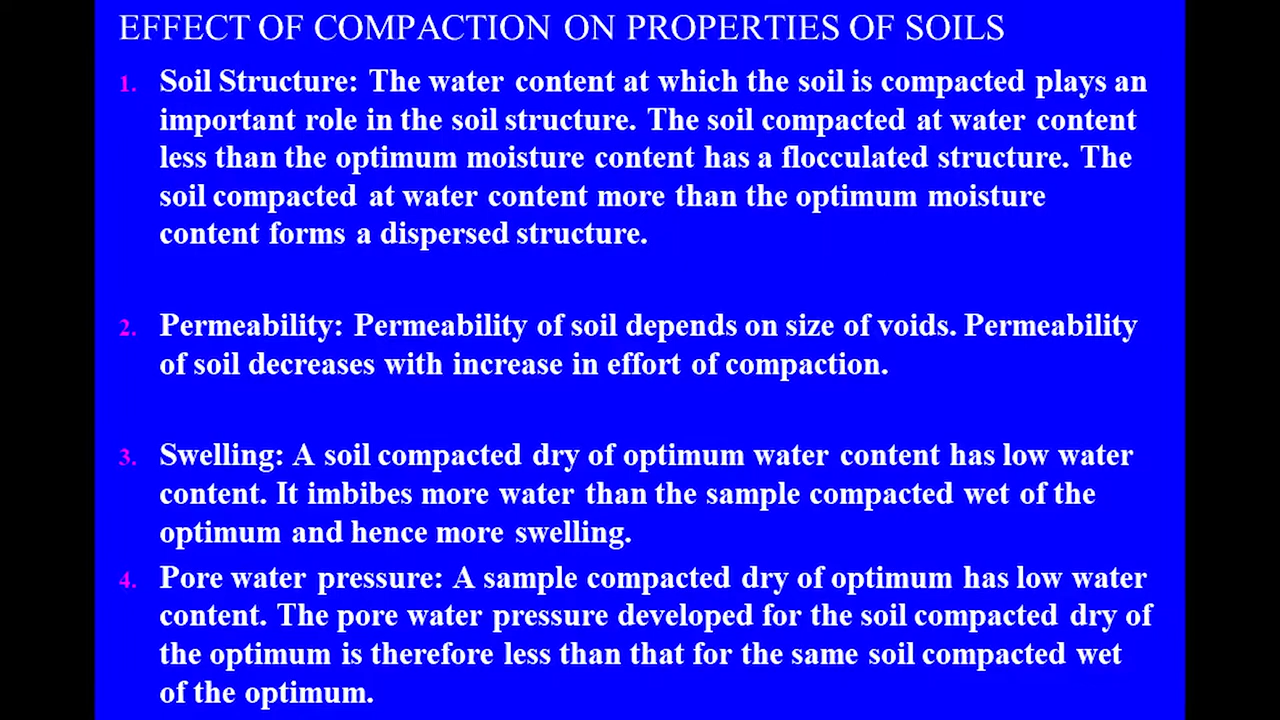 EFFECT OF COMPACTION ON PROPERTIES OF SOILS
1. Soil Structure: The water content at which the soil is compacted plays an
important role in the soil structure. The soil compacted at water content
less than the optimum moisture content has a flocculated structure. The
soil compacted at water content more than the optimum moisture
content forms a dispersed structure.
2. Permeability: Permeability of soil depends on size of voids. Permeability
of soil decreases with increase in effort of compaction.
3. Swelling: A soil compacted dry of optimum water content has low water
content. It imbibes more water than the sample compacted wet of the
optimum and hence more swelling.
4. Pore water pressure: A sample compacted dry of optimum has low water
content. The pore water pressure developed for the soil compacted dry of
the optimum is therefore less than that for the same soil compacted wet
of the optimum.